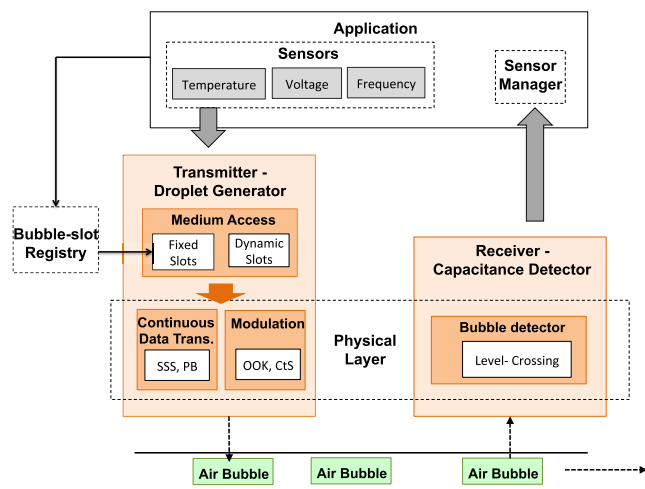 Application
Sensors
Temperature
Voltage
Frequency
Sensor
Manager
Transmitter -
Droplet Generator
Medium Access
Fixed
Slots
Dynamic
Slots
Bubble-slot
Registry
Receiver -
Capacitance Detector
Continuous
Data Trans.
SSS, PB
Modulation
OOK, CtS
Physical
Layer
Bubble detector
Level- Crossing
Air Bubble
Air Bubble
Air Bubble